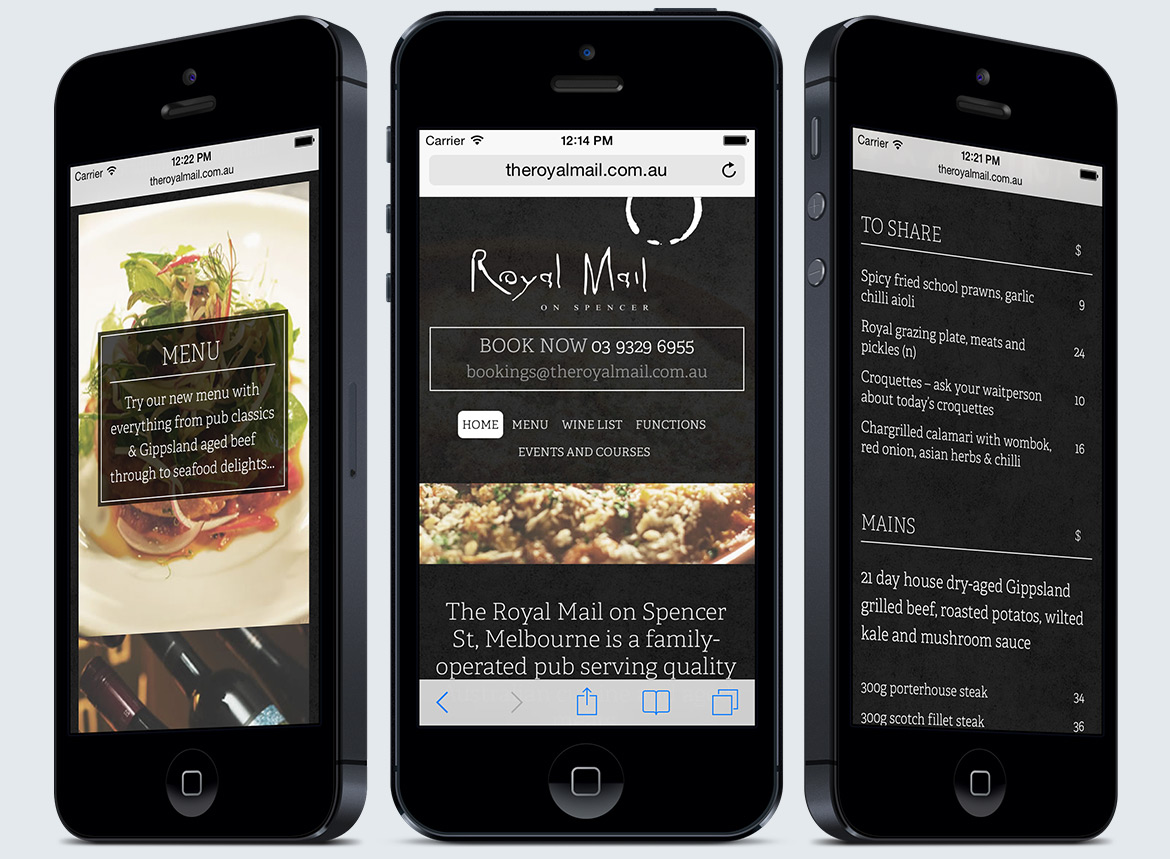 12:22 PM
Carrier
theroyalmail.com.au
MENU
Try our new menu with
everything from pub classics
& Gippsland aged beef
through to seafood delights...
Carrier 12:14 PM
theroyalmail.com.au
Royal Mail
ON SPENCER
BOOK NOW 03 9329 6955
bookings@theroyalmail.com.au
HOME MENU WINE LIST FUNCTIONS
EVENTS AND COURSES
The Royal Mail on Spencer
St, Melbourne is a family-
operated pub serving quality
Carrier 12:21 PM
theroyalmail.com.au
TO SHARE $
Spicy fried school prawns, garlic
chilli aioli 9
Royal grazing plate, meats and
pickles (n) 24
Croquettes – ask your waitperson
about today's croquettes 10
Chargrilled calamari with wombok,
red onion, asian herbs & chilli 16
MAINS $
21 day house dry-aged Gippsland
grilled beef, roasted potatos, wilted
kale and mushroom sauce
300g porterhouse steak 34
300g scotch fillet steak 36